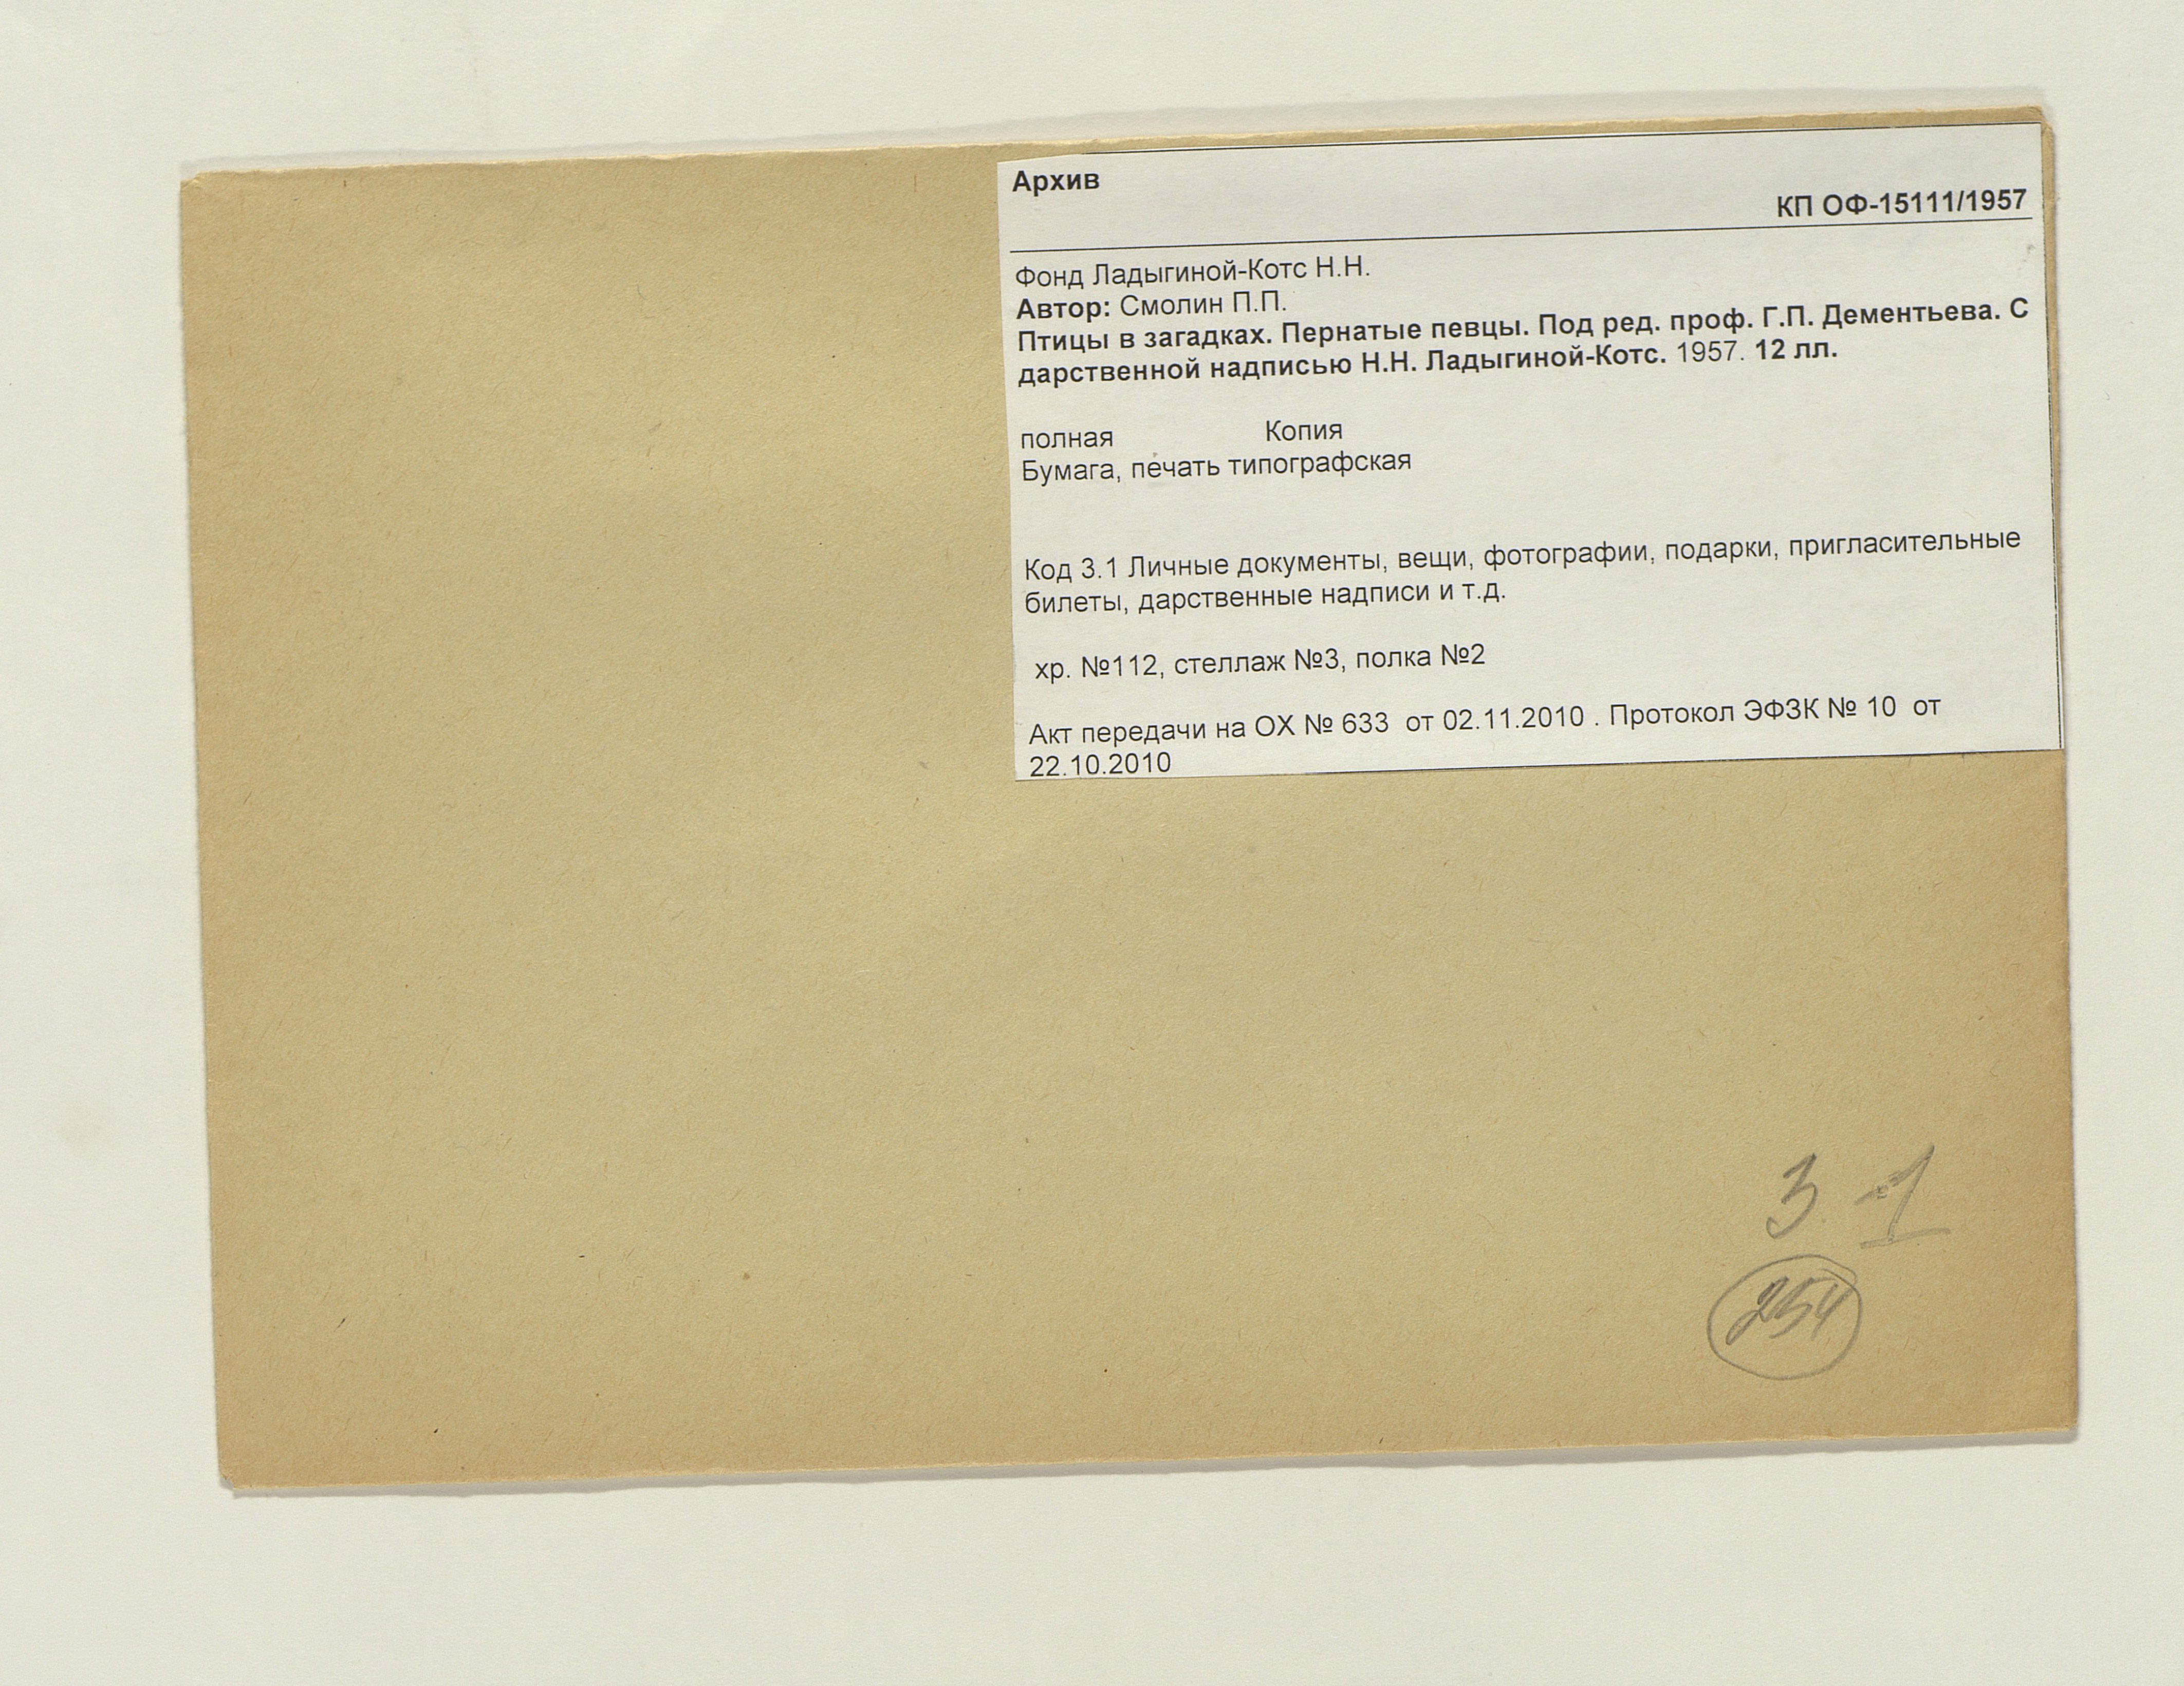 Архив
КП ОФ-15111/1957
Фонд Ладыгиной-Котс Н.Н.
Автор: Смолин П.П.
Птицы в загадках. Пернатые певцы. Под ред. проф. Г.П. Дементьева. С
дарственной надписью Н.Н. Ладыгиной-Котс. 1957. 12 лл.
полная Копия
Бумага, печать типографская
Код 3.1 Личные документы, вещи, фотографии, подарки, пригласительные
билеты, дарственные надписи и т.д.
хр. №112, стеллаж №3, полка №2
Акт передачи на ОХ № 633 от 02.11.2010 . Протокол ЭФЗК № 10 от
22.10.2010
3 1
254